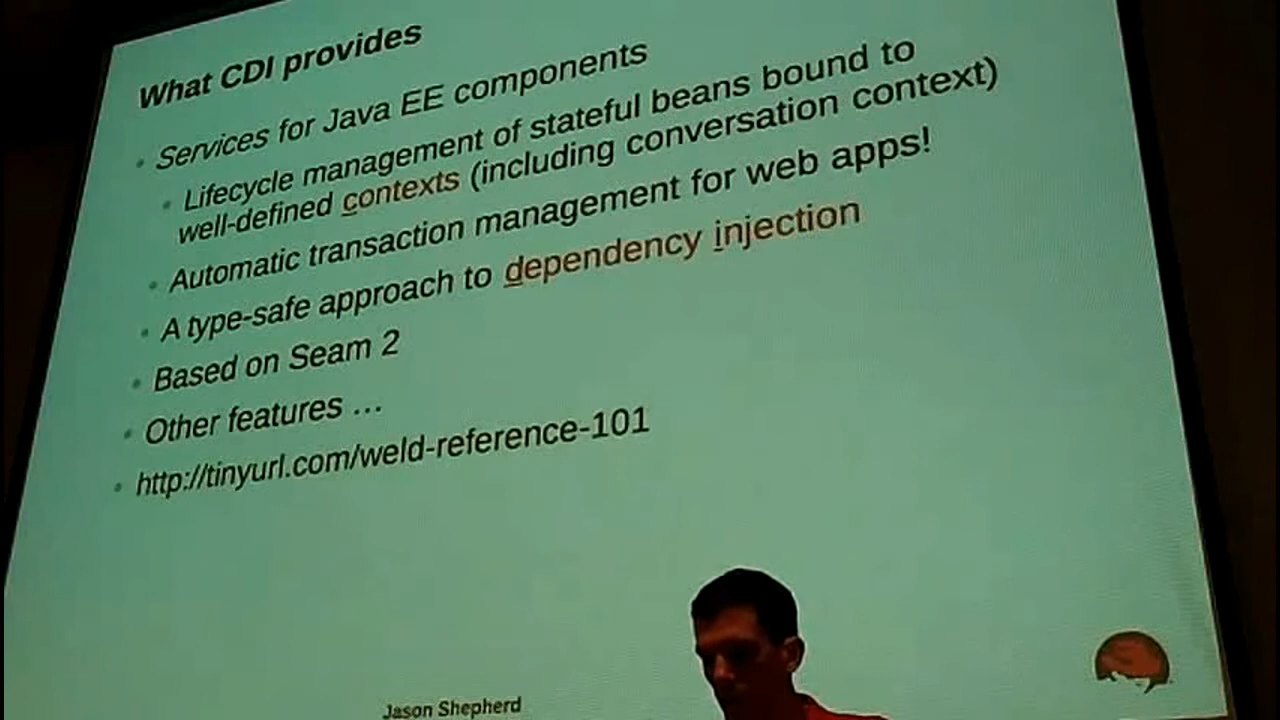 What CDI provides
• Services for Java EE components
• Lifecycle management of stateful beans bound to
well-defined contexts (including conversation context)
• Automatic transaction management for web apps!
• A type-safe approach to dependency injection
• Based on Seam 2
• Other features ...
• http://tinyurl.com/weld-reference-101
Jason Shepherd